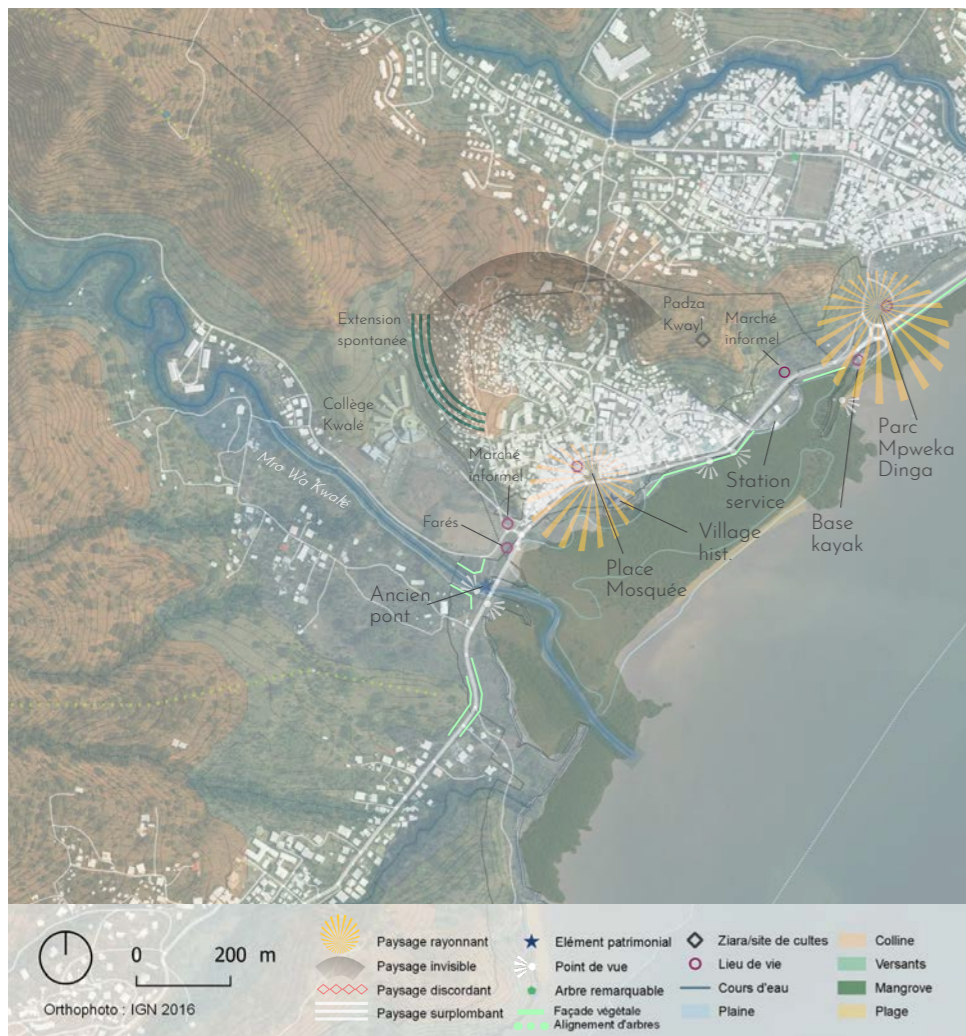 Extension
spontanée
Padza
Kwayl
Marché
informel
Collège
Kwalé
Mro Wa Kwalé
Marché
informel
Farés
Parc
Mpweka
Dinga
Station
service
Base
kayak
Village
hist.
Place
Mosquée
Ancien
pont
0 200 m
Orthophoto : IGN 2016
Paysage rayonnant
Paysage invisible
Paysage discordant
Paysage surplombant
Elément patrimonial
Point de vue
Arbre remarquable
Façade végétale
Alignement d'arbres
Ziara/site de cultes
Lieu de vie
Cours d'eau
Plaine
Colline
Versants
Mangrove
Plage